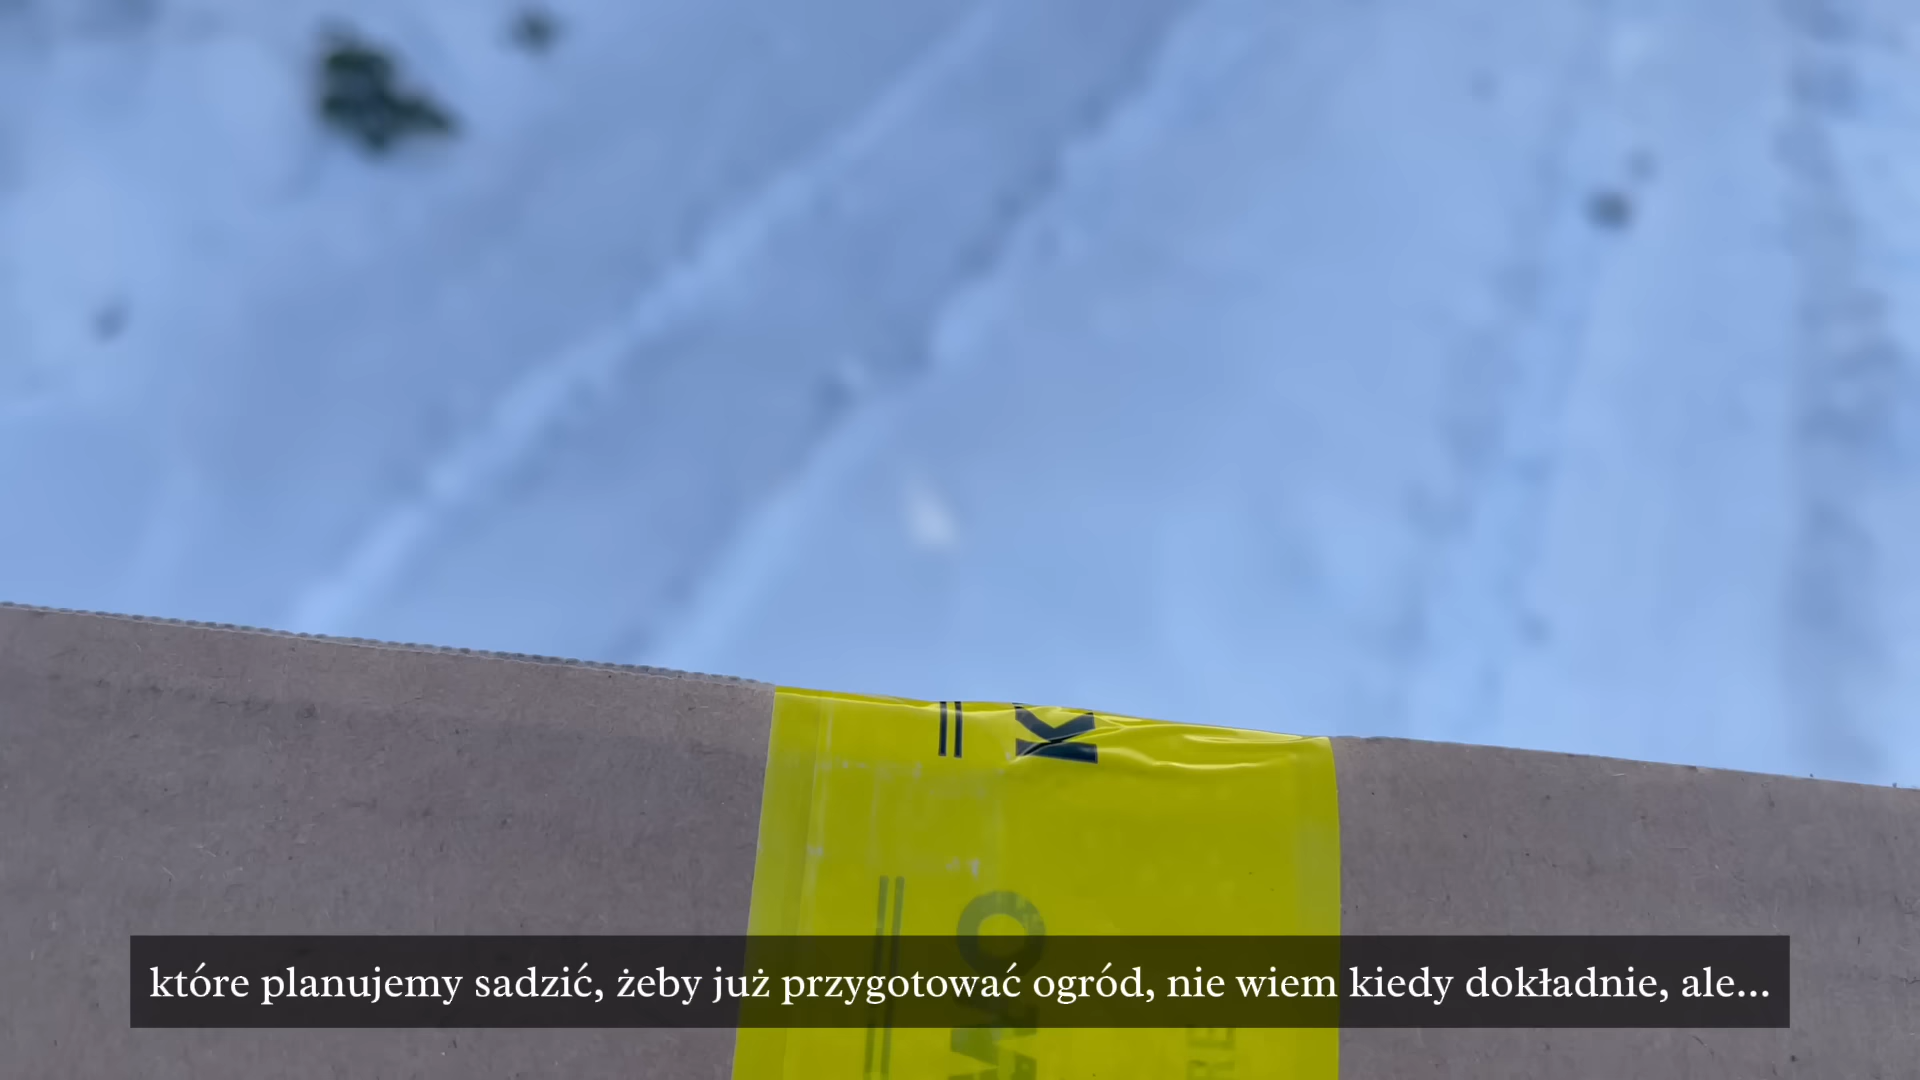 K
które planujemy sadzić, żeby już przygotować ogród, nie wiem kiedy dokładnie, ale...